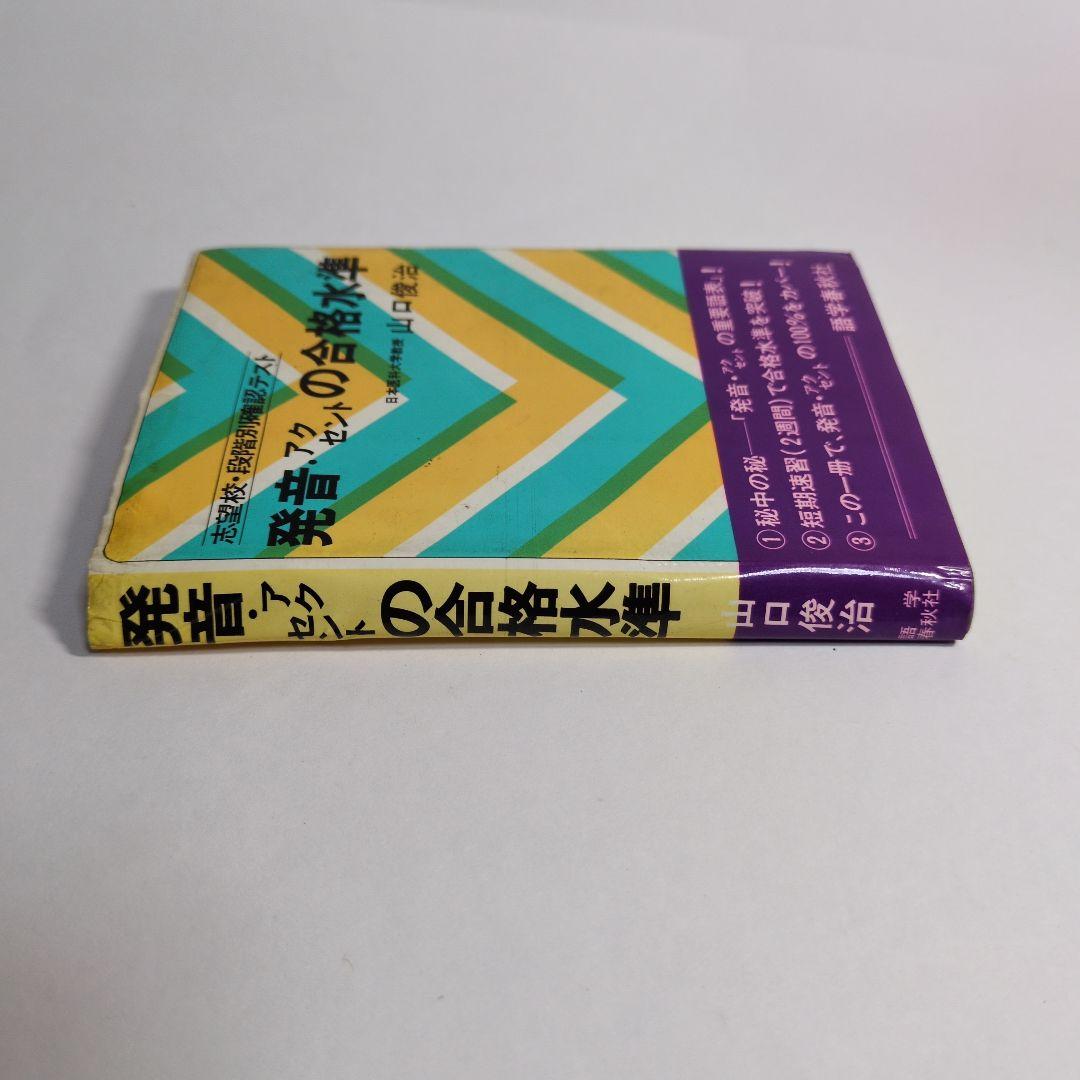 志望校・段階別確認テスト
発音・アクセントの合格水準
日本医科大学教授 山口俊治
①秘中の秘――「発音・アクセントの重要語表」!
②短期速習(2週間)で合格水準を突破!
③この一冊で、発音・アクセントの100%をカバー!
語学春秋社
発音・アクセントの合格水準
山口俊治
語学春秋社